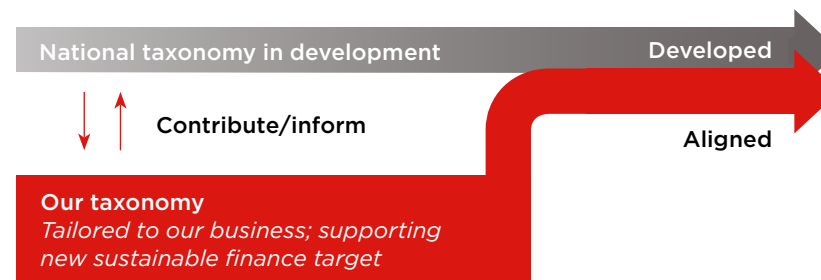 National taxonomy in development
Developed
Contribute/inform
Aligned
Our taxonomy
Tailored to our business; supporting
new sustainable finance target